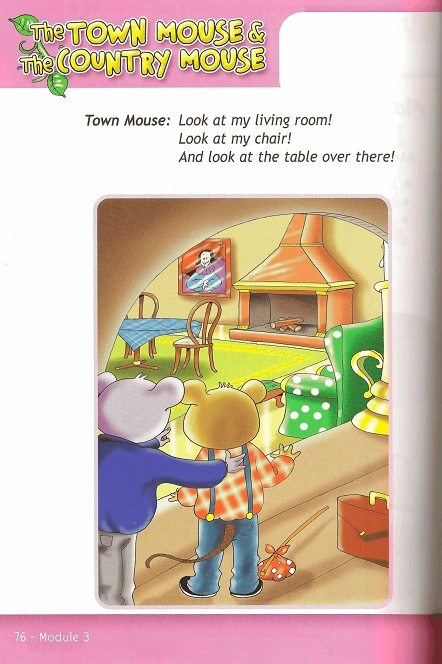 The TOWN MOUSE &
The COUNTRY MOUSE
Town Mouse: Look at my living room!
Look at my chair!
And look at the table over there!
76 - Module 3